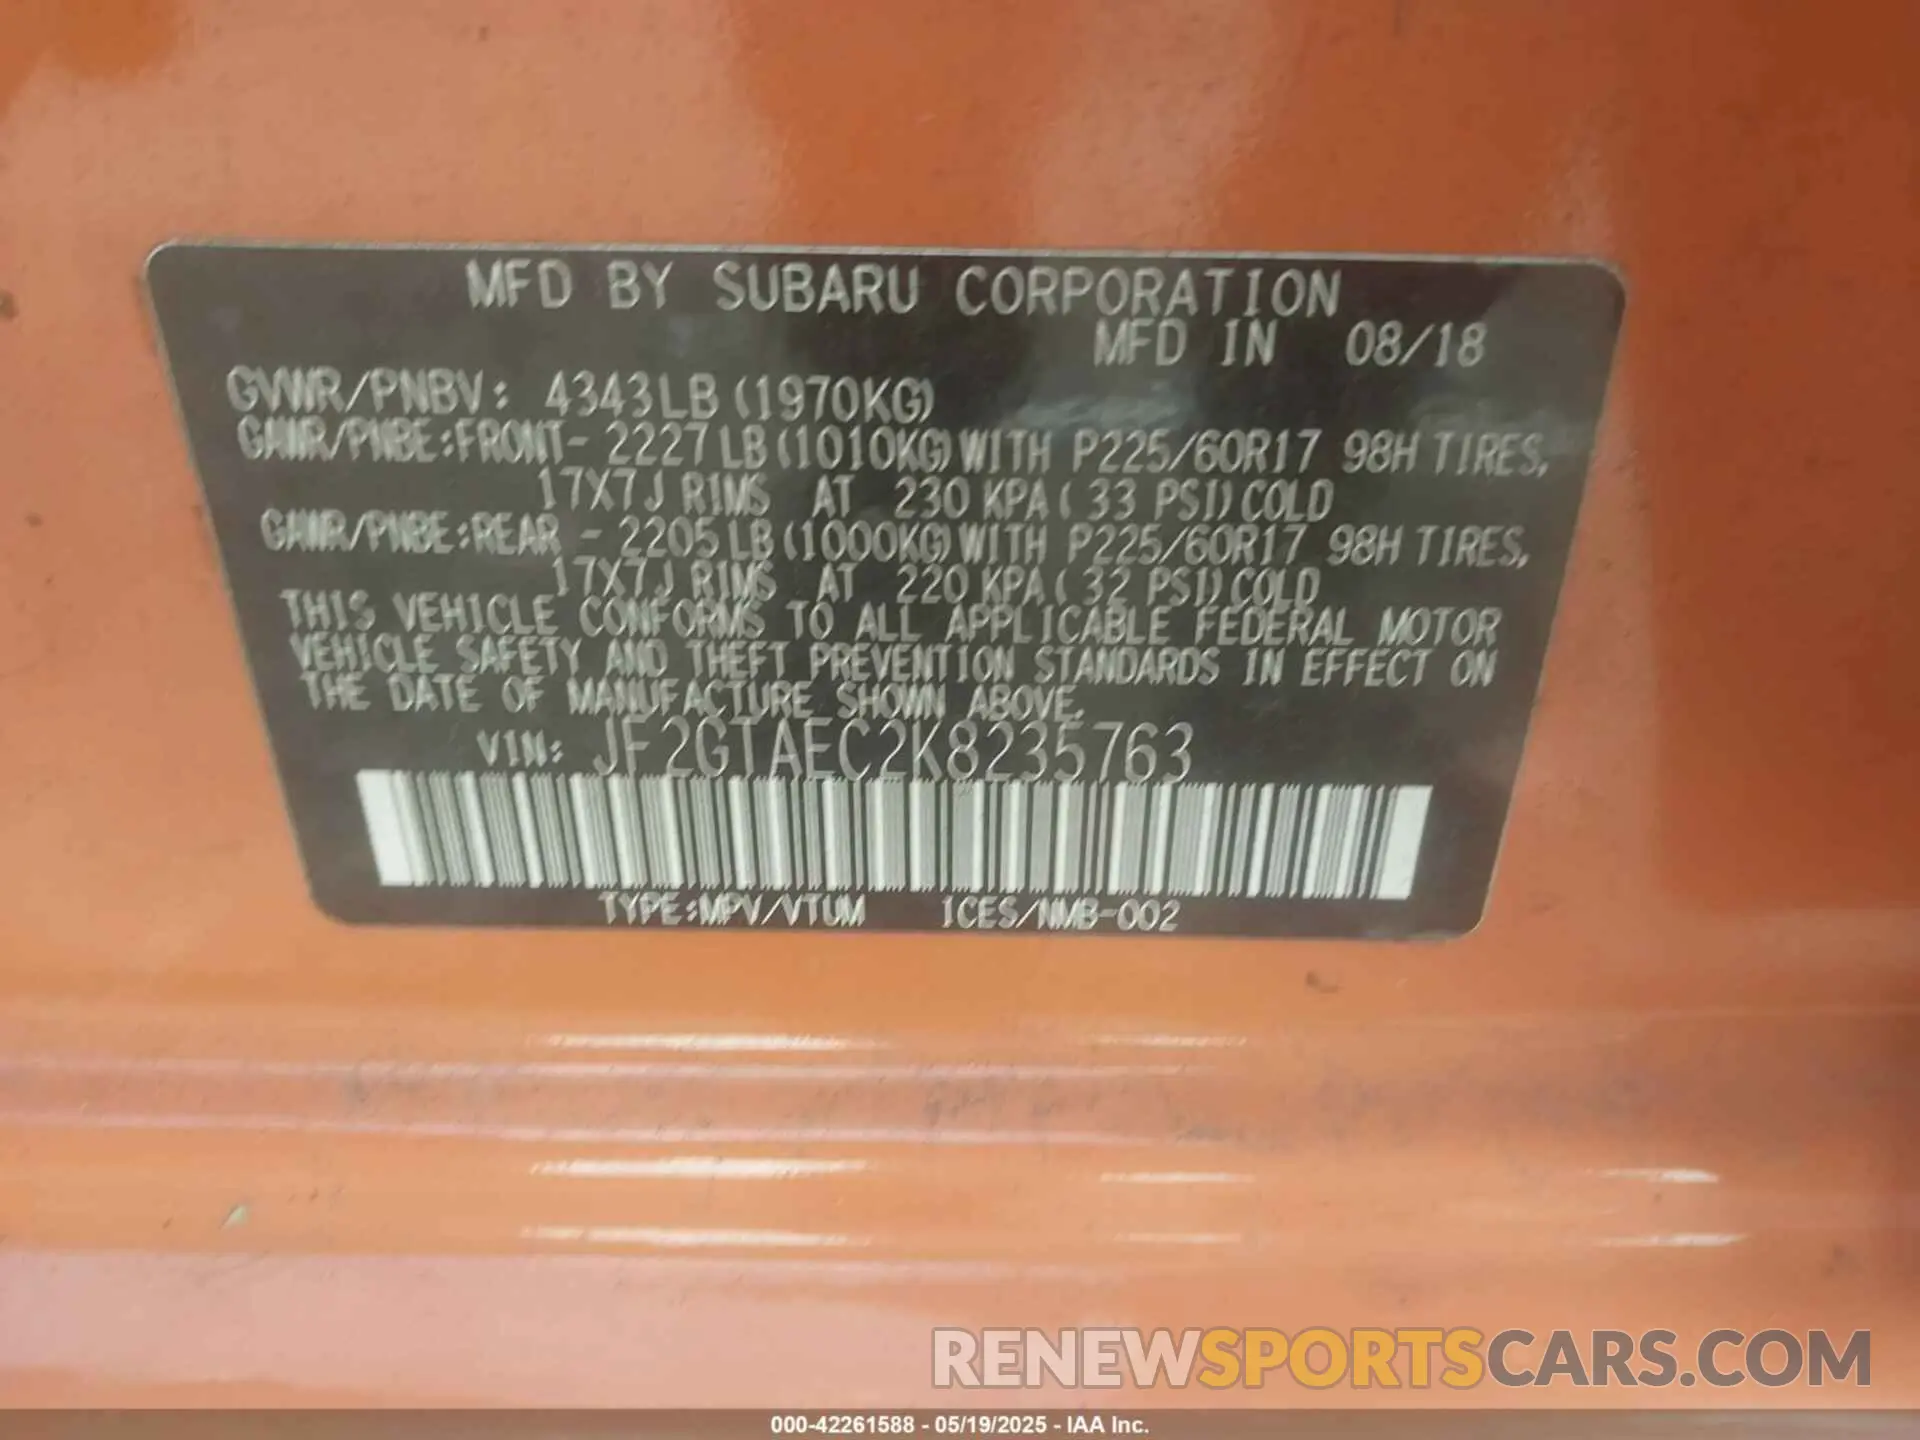 MFD BY SUBARU CORPORATION
MFD IN 08/18
GVWR/PNBV: 4343LB(1970KG)
GAWR/PNBE:FRONT- 2227LB(1010KG)WITH P225/60R17 98H TIRES,
17X7J RIMS AT 230 KPA(33 PSI)COLD
GAWR/PNBE:REAR - 2205LB(1000KG)WITH P225/60R17 98H TIRES,
17X7J RIMS AT 220 KPA(32 PSI)COLD
THIS VEHICLE CONFORMS TO ALL APPLICABLE FEDERAL MOTOR
VEHICLE SAFETY AND THEFT PREVENTION STANDARDS IN EFFECT ON
THE DATE OF MANUFACTURE SHOWN ABOVE.
VIN: JF2GTAEC2K8235763
TYPE:MPV/VTUM ICES/NMB-002
RENEWSPORTSCARS.COM
000-42261588 - 05/19/2025 - IAA Inc.